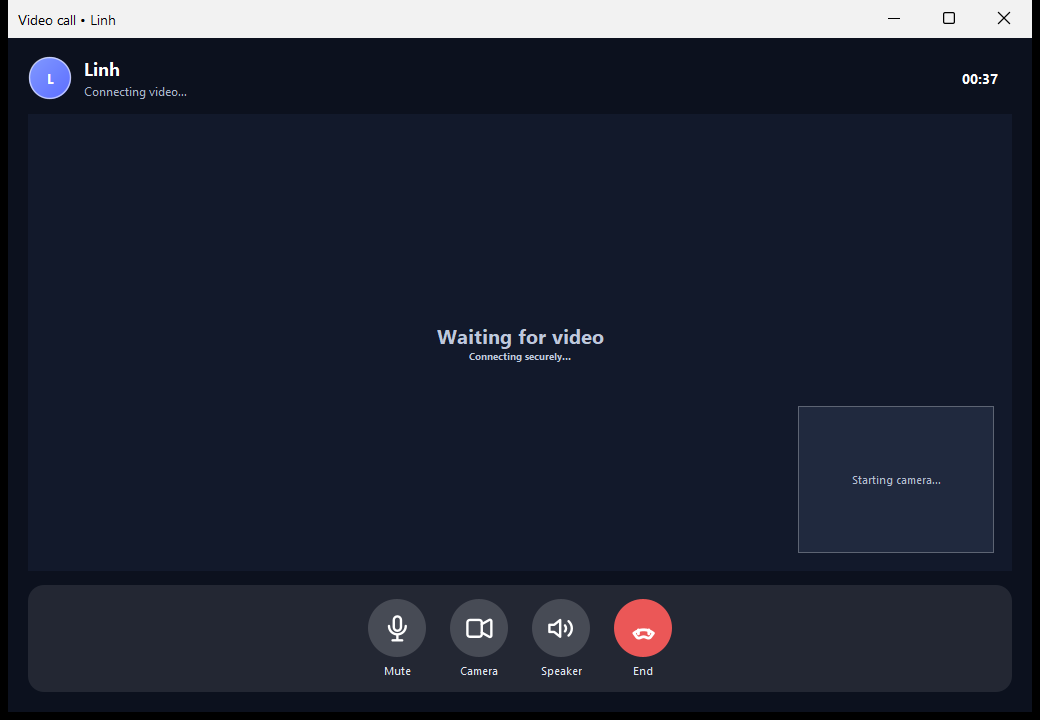 Video call • Linh
L
Linh
Connecting video...
00:37
Waiting for video
Connecting securely...
Starting camera...
Mute
Camera
Speaker
End